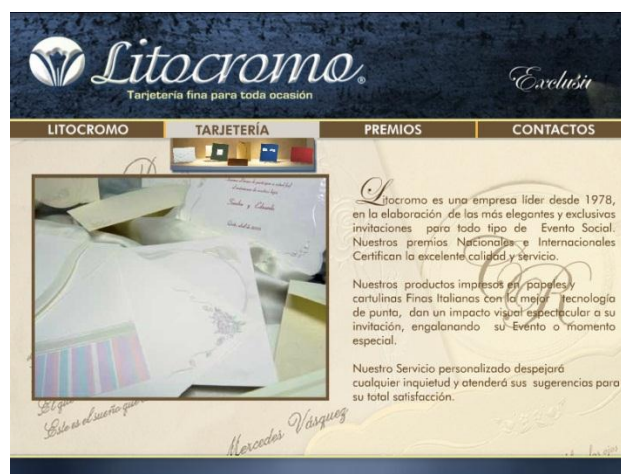 Litocromo®
Tarjetería fina para toda ocasión
Exclusiv
LITOCROMO
TARJETERÍA
PREMIOS
CONTACTOS
Litocromo es una empresa líder desde 1978,
en la elaboración de las más elegantes y exclusivas
invitaciones para todo tipo de Evento Social.
Nuestros premios Nacionales e Internacionales
Certifican la excelente calidad y servicio.
Nuestros productos impresos en papeles y
cartulinas Finas Italianas con la mejor Tecnología
de punta, dan un impacto visual espectacular a su
invitación, engalanando su Evento o momento
especial.
Nuestro Servicio personalizado despejará
cualquier inquietud y atenderá sus sugerencias para
su total satisfacción.
CR
Este es el sueño que
Mercedes Vásquez